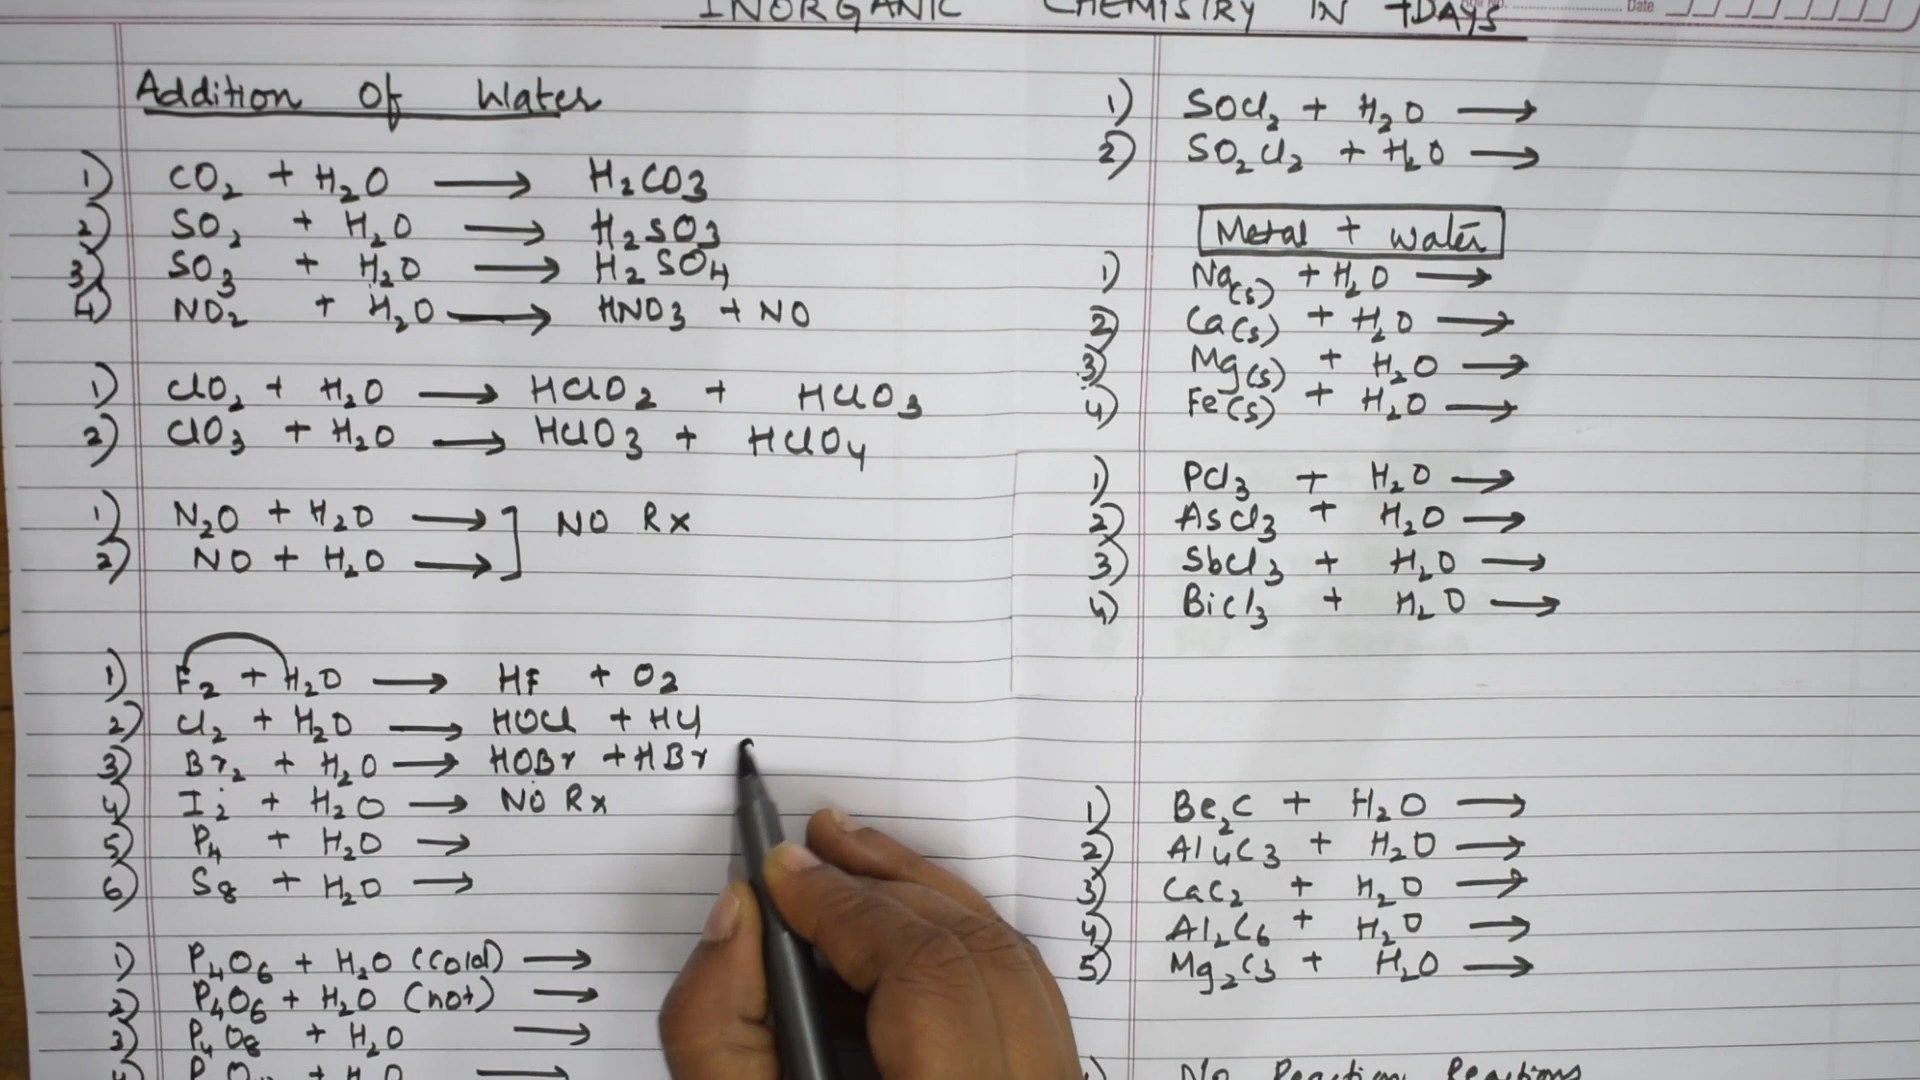 INORGANIC CHEMISTRY IN 7DAYS
Date
Addition Of Water
1) CO₂ + H₂O ⟶ H₂CO₃
2) SO₂ + H₂O ⟶ H₂SO₃
3) SO₃ + H₂O ⟶ H₂SO₄
4) NO₂ + H₂O ⟶ HNO₃ + NO
1) ClO₂ + H₂O ⟶ HClO₂ + HClO₃
2) ClO₃ + H₂O ⟶ HClO₃ + HClO₄
1) N₂O + H₂O ⟶ ] NO Rx
2) NO + H₂O ⟶
1) F₂ + H₂O ⟶ HF + O₂
2) Cl₂ + H₂O ⟶ HOCl + HCl
3) Br₂ + H₂O ⟶ HOBr + HBr
4) I₂ + H₂O ⟶ NO Rx
5) P₄ + H₂O ⟶
6) S₈ + H₂O ⟶
1) P₄O₆ + H₂O (cold) ⟶
2) P₄O₆ + H₂O (hot) ⟶
3) P₄O₈ + H₂O ⟶
1) SOCl₂ + H₂O ⟶
2) SO₂Cl₂ + H₂O ⟶
Metal + Water
1) Na(s) + H₂O ⟶
2) Ca(s) + H₂O ⟶
3) Mg(s) + H₂O ⟶
4) Fe(s) + H₂O ⟶
1) PCl₃ + H₂O ⟶
2) AsCl₃ + H₂O ⟶
3) SbCl₃ + H₂O ⟶
4) BiCl₃ + H₂O ⟶
1) Be₂C + H₂O ⟶
2) Al₄C₃ + H₂O ⟶
3) CaC₂ + H₂O ⟶
4) Al₂C₆ + H₂O ⟶
5) Mg₂C₃ + H₂O ⟶
No Reaction Reactions